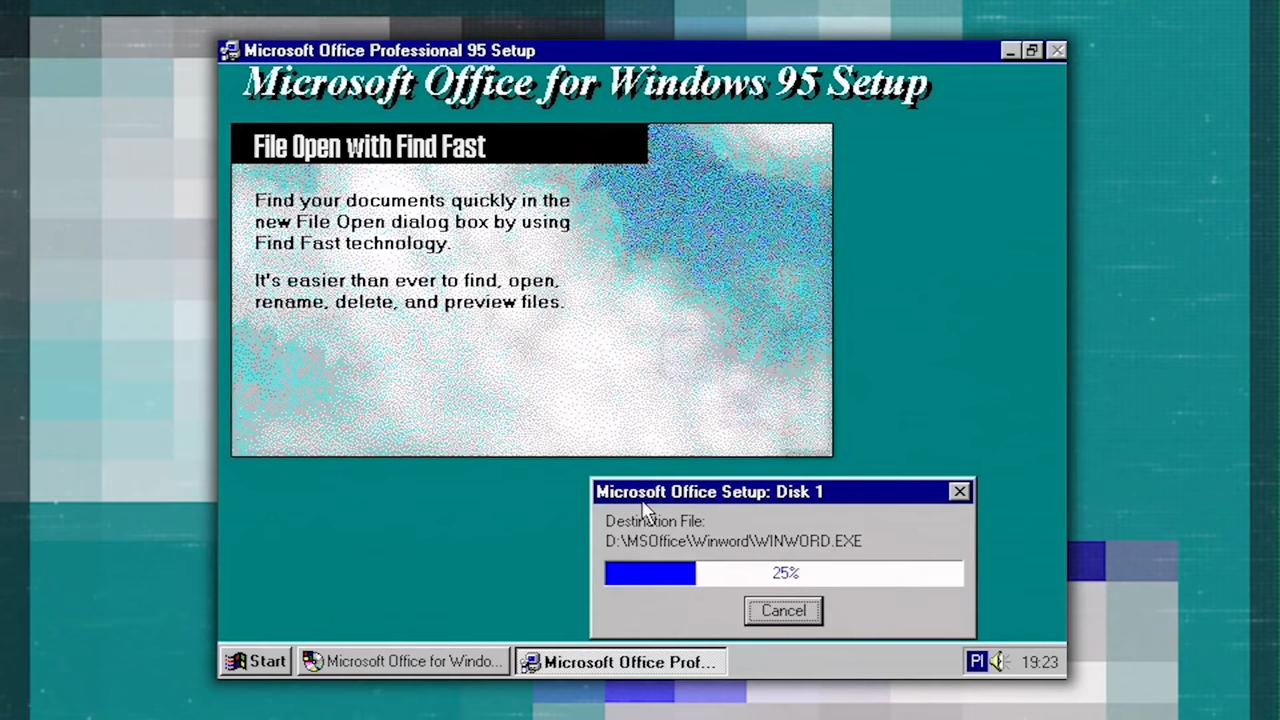 Microsoft Office Professional 95 Setup
Microsoft Office for Windows 95 Setup
File Open with Find Fast
Find your documents quickly in the
new File Open dialog box by using
Find Fast technology.
It's easier than ever to find, open,
rename, delete, and preview files.
Microsoft Office Setup: Disk 1
Destination File:
D:\MSOffice\Winword\WINWORD.EXE
25%
Cancel
Start
Microsoft Office for Windo...
Microsoft Office Prof...
Pl
19:23